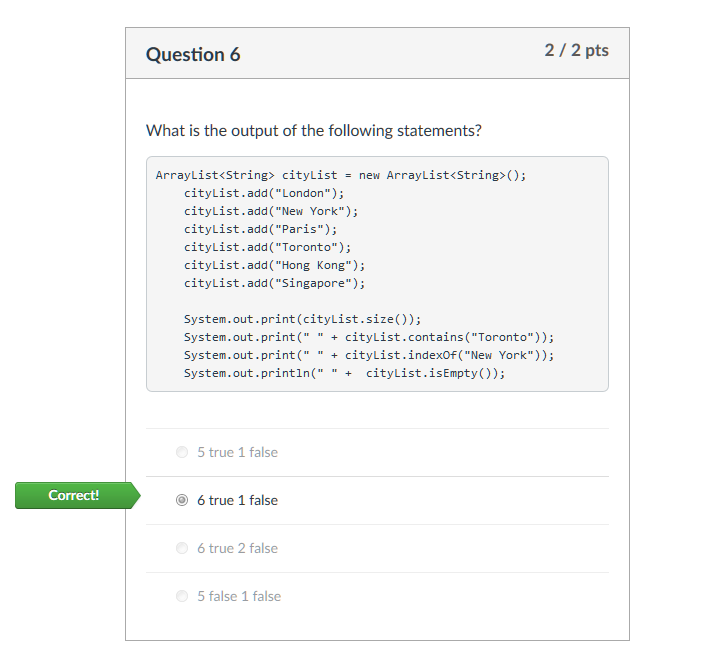 Question 6
2 / 2 pts
What is the output of the following statements?
ArrayList<String> cityList = new ArrayList<String>();
    cityList.add("London");
    cityList.add("New York");
    cityList.add("Paris");
    cityList.add("Toronto");
    cityList.add("Hong Kong");
    cityList.add("Singapore");

    System.out.print(cityList.size());
    System.out.print(" " + cityList.contains("Toronto"));
    System.out.print(" " + cityList.indexOf("New York"));
    System.out.println(" " +  cityList.isEmpty());
5 true 1 false
Correct!
6 true 1 false
6 true 2 false
5 false 1 false